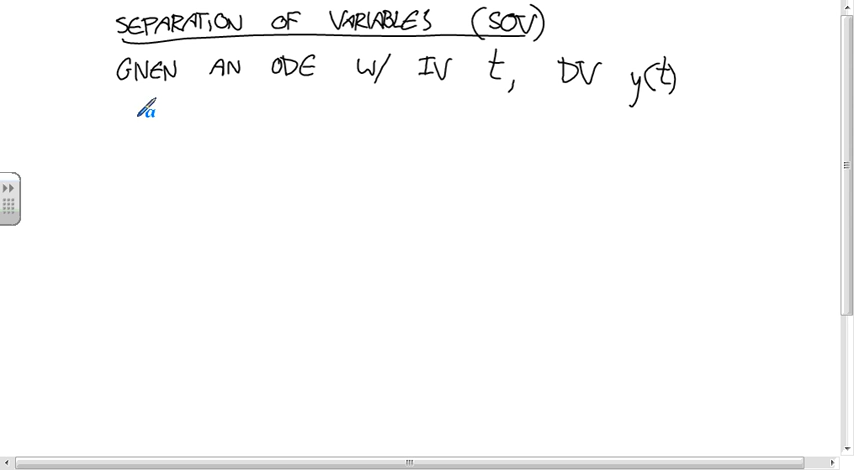 SEPARATION OF VARIABLES (SOV)
GIVEN AN ODE W/ IV t, DV y(t)